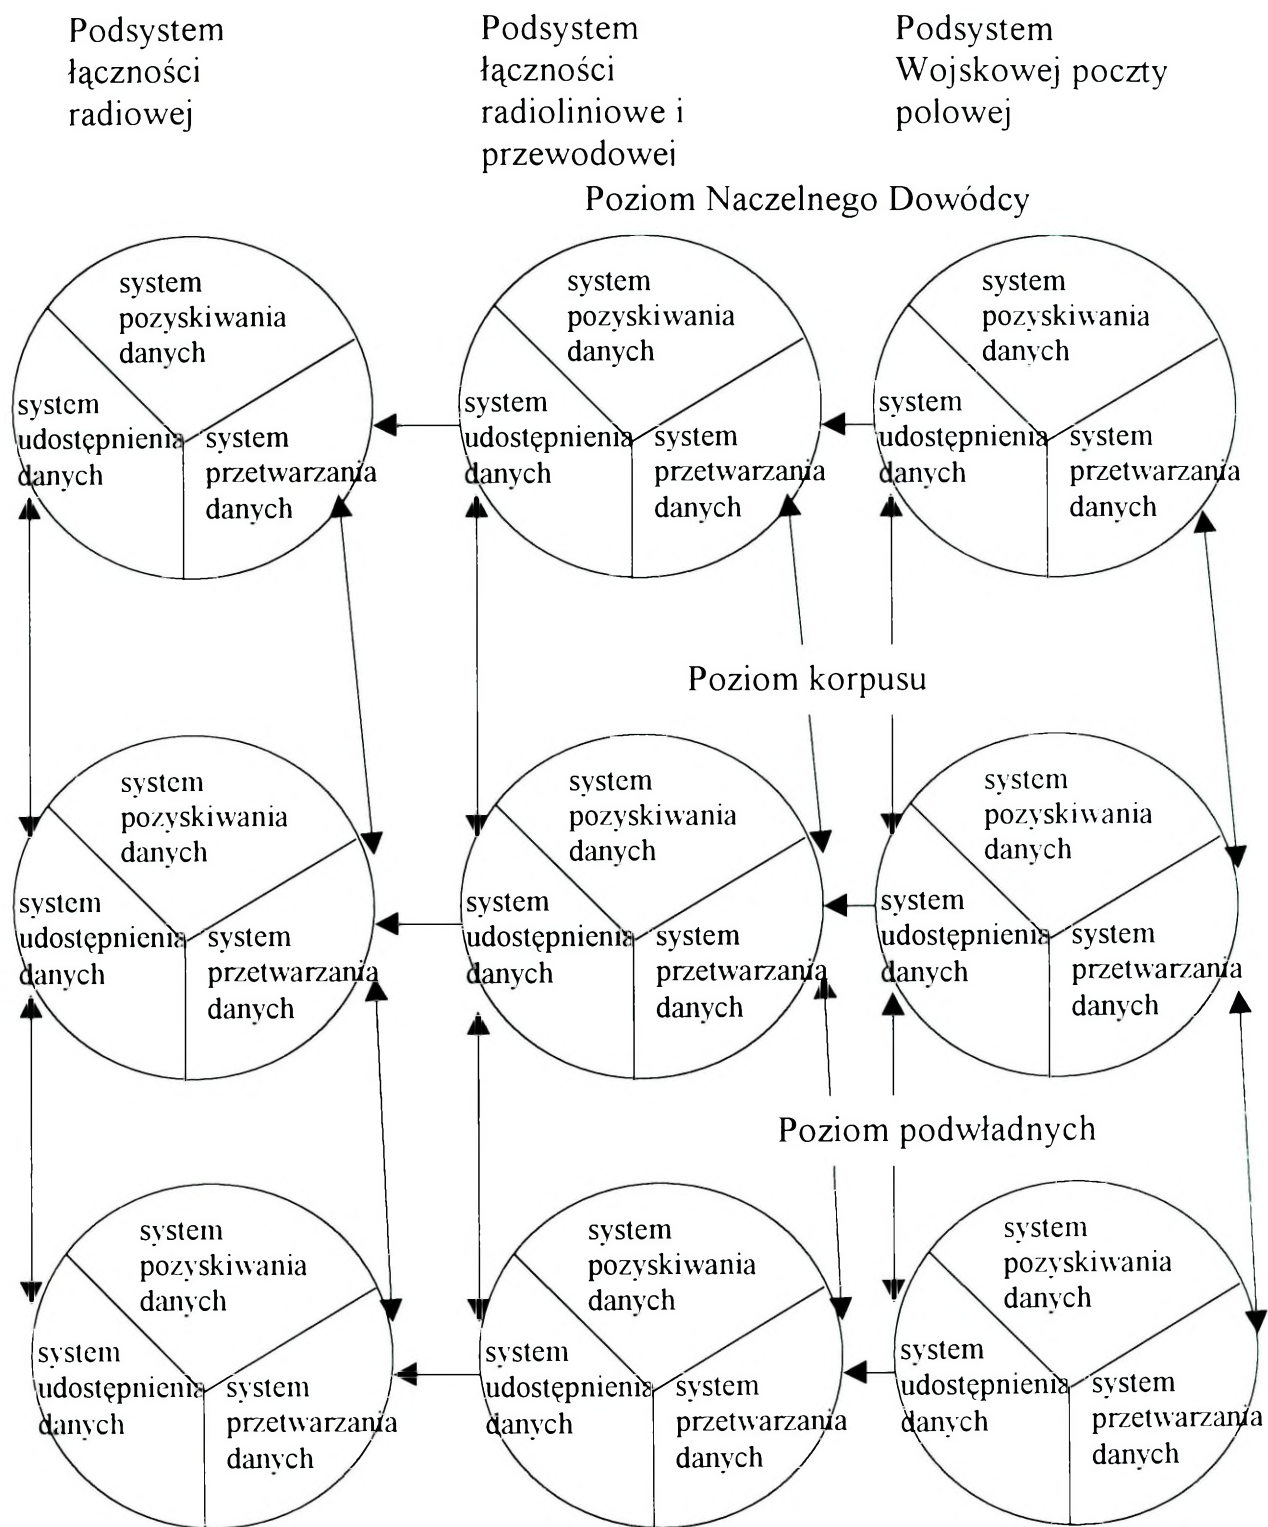 Podsystem
łączności
radiowej
Podsystem
łączności
radioliniowe i
przewodowei
Podsystem
Wojskowej poczty
polowej
Poziom Naczelnego Dowódcy
system
pozyskiwania
danych
system
udostępnienia
danych
system
przetwarzania
danych
system
pozyskiwania
danych
system
udostępnienia
danych
system
przetwarzania
danych
system
pozyskiwania
danych
system
udostępnienia
danych
system
przetwarzania
danych
Poziom korpusu
system
pozyskiwania
danych
system
udostępnienia
danych
system
przetwarzania
danych
system
pozyskiwania
danych
system
udostępnienia
danych
system
przetwarzania
danych
system
pozyskiwania
danych
system
udostępnienia
danych
system
przetwarzania
danych
Poziom podwładnych
system
pozyskiwania
danych
system
udostępnienia
danych
system
przetwarzania
danych
system
pozyskiwania
danych
system
udostępnienia
danych
system
przetwarzania
danych
system
pozyskiwania
danych
system
udostępnienia
danych
system
przetwarzania
danych